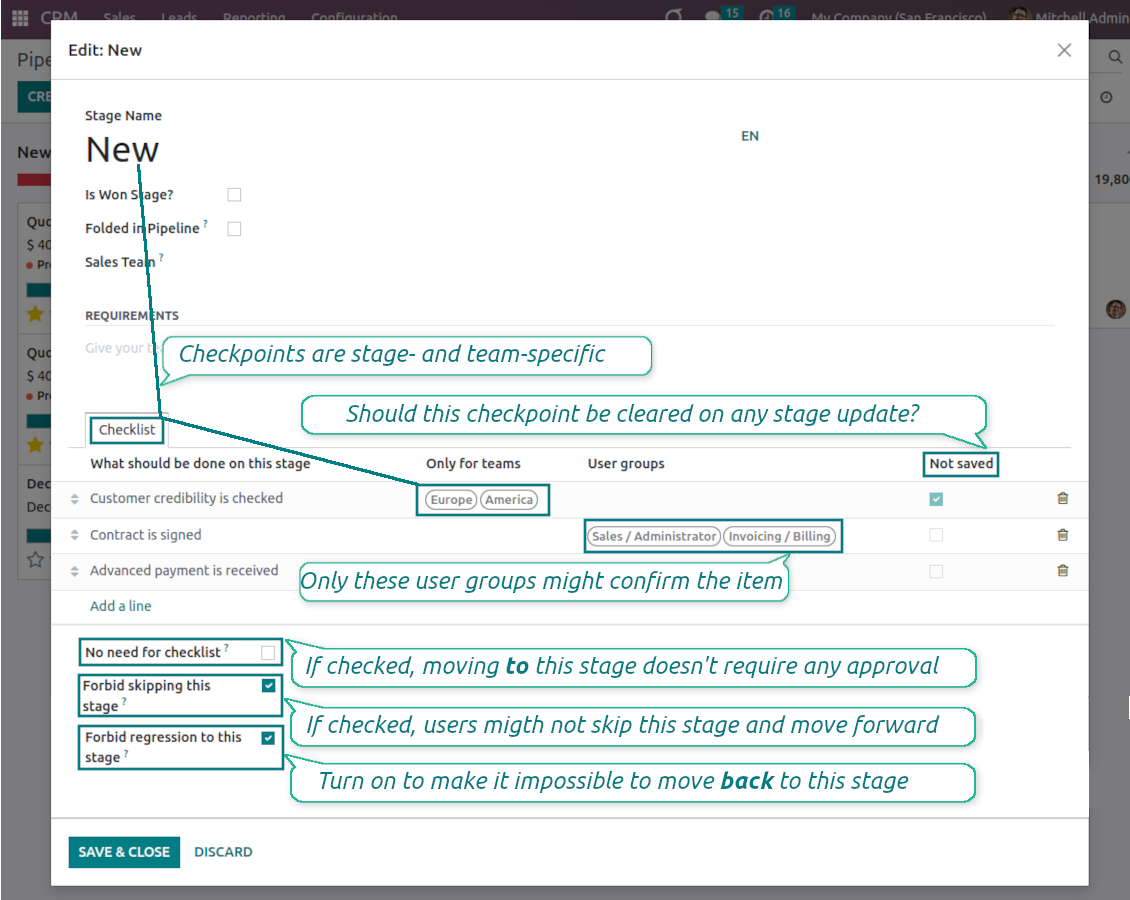 CRM Sales Leads Reporting Configuration 15 16 My Company (San Francisco) Mitchell Admin
Edit: New
Pipe
CRE
Stage Name
New
EN
New
Is Won Stage?
19,80
Quo
Folded in Pipeline ?
$ 40
Sales Team ?
Pr
REQUIREMENTS
Give your te
Checkpoints are stage- and team-specific
Quo
$ 40
Pr
Should this checkpoint be cleared on any stage update?
Checklist
What should be done on this stage Only for teams User groups Not saved
Dec
Customer credibility is checked Europe America
Dec
Contract is signed Sales / Administrator Invoicing / Billing
Advanced payment is received
Only these user groups might confirm the item
Add a line
No need for checklist ?
If checked, moving to this stage doesn't require any approval
Forbid skipping this
stage ?
If checked, users migth not skip this stage and move forward
Forbid regression to this
stage ?
Turn on to make it impossible to move back to this stage
SAVE & CLOSE DISCARD